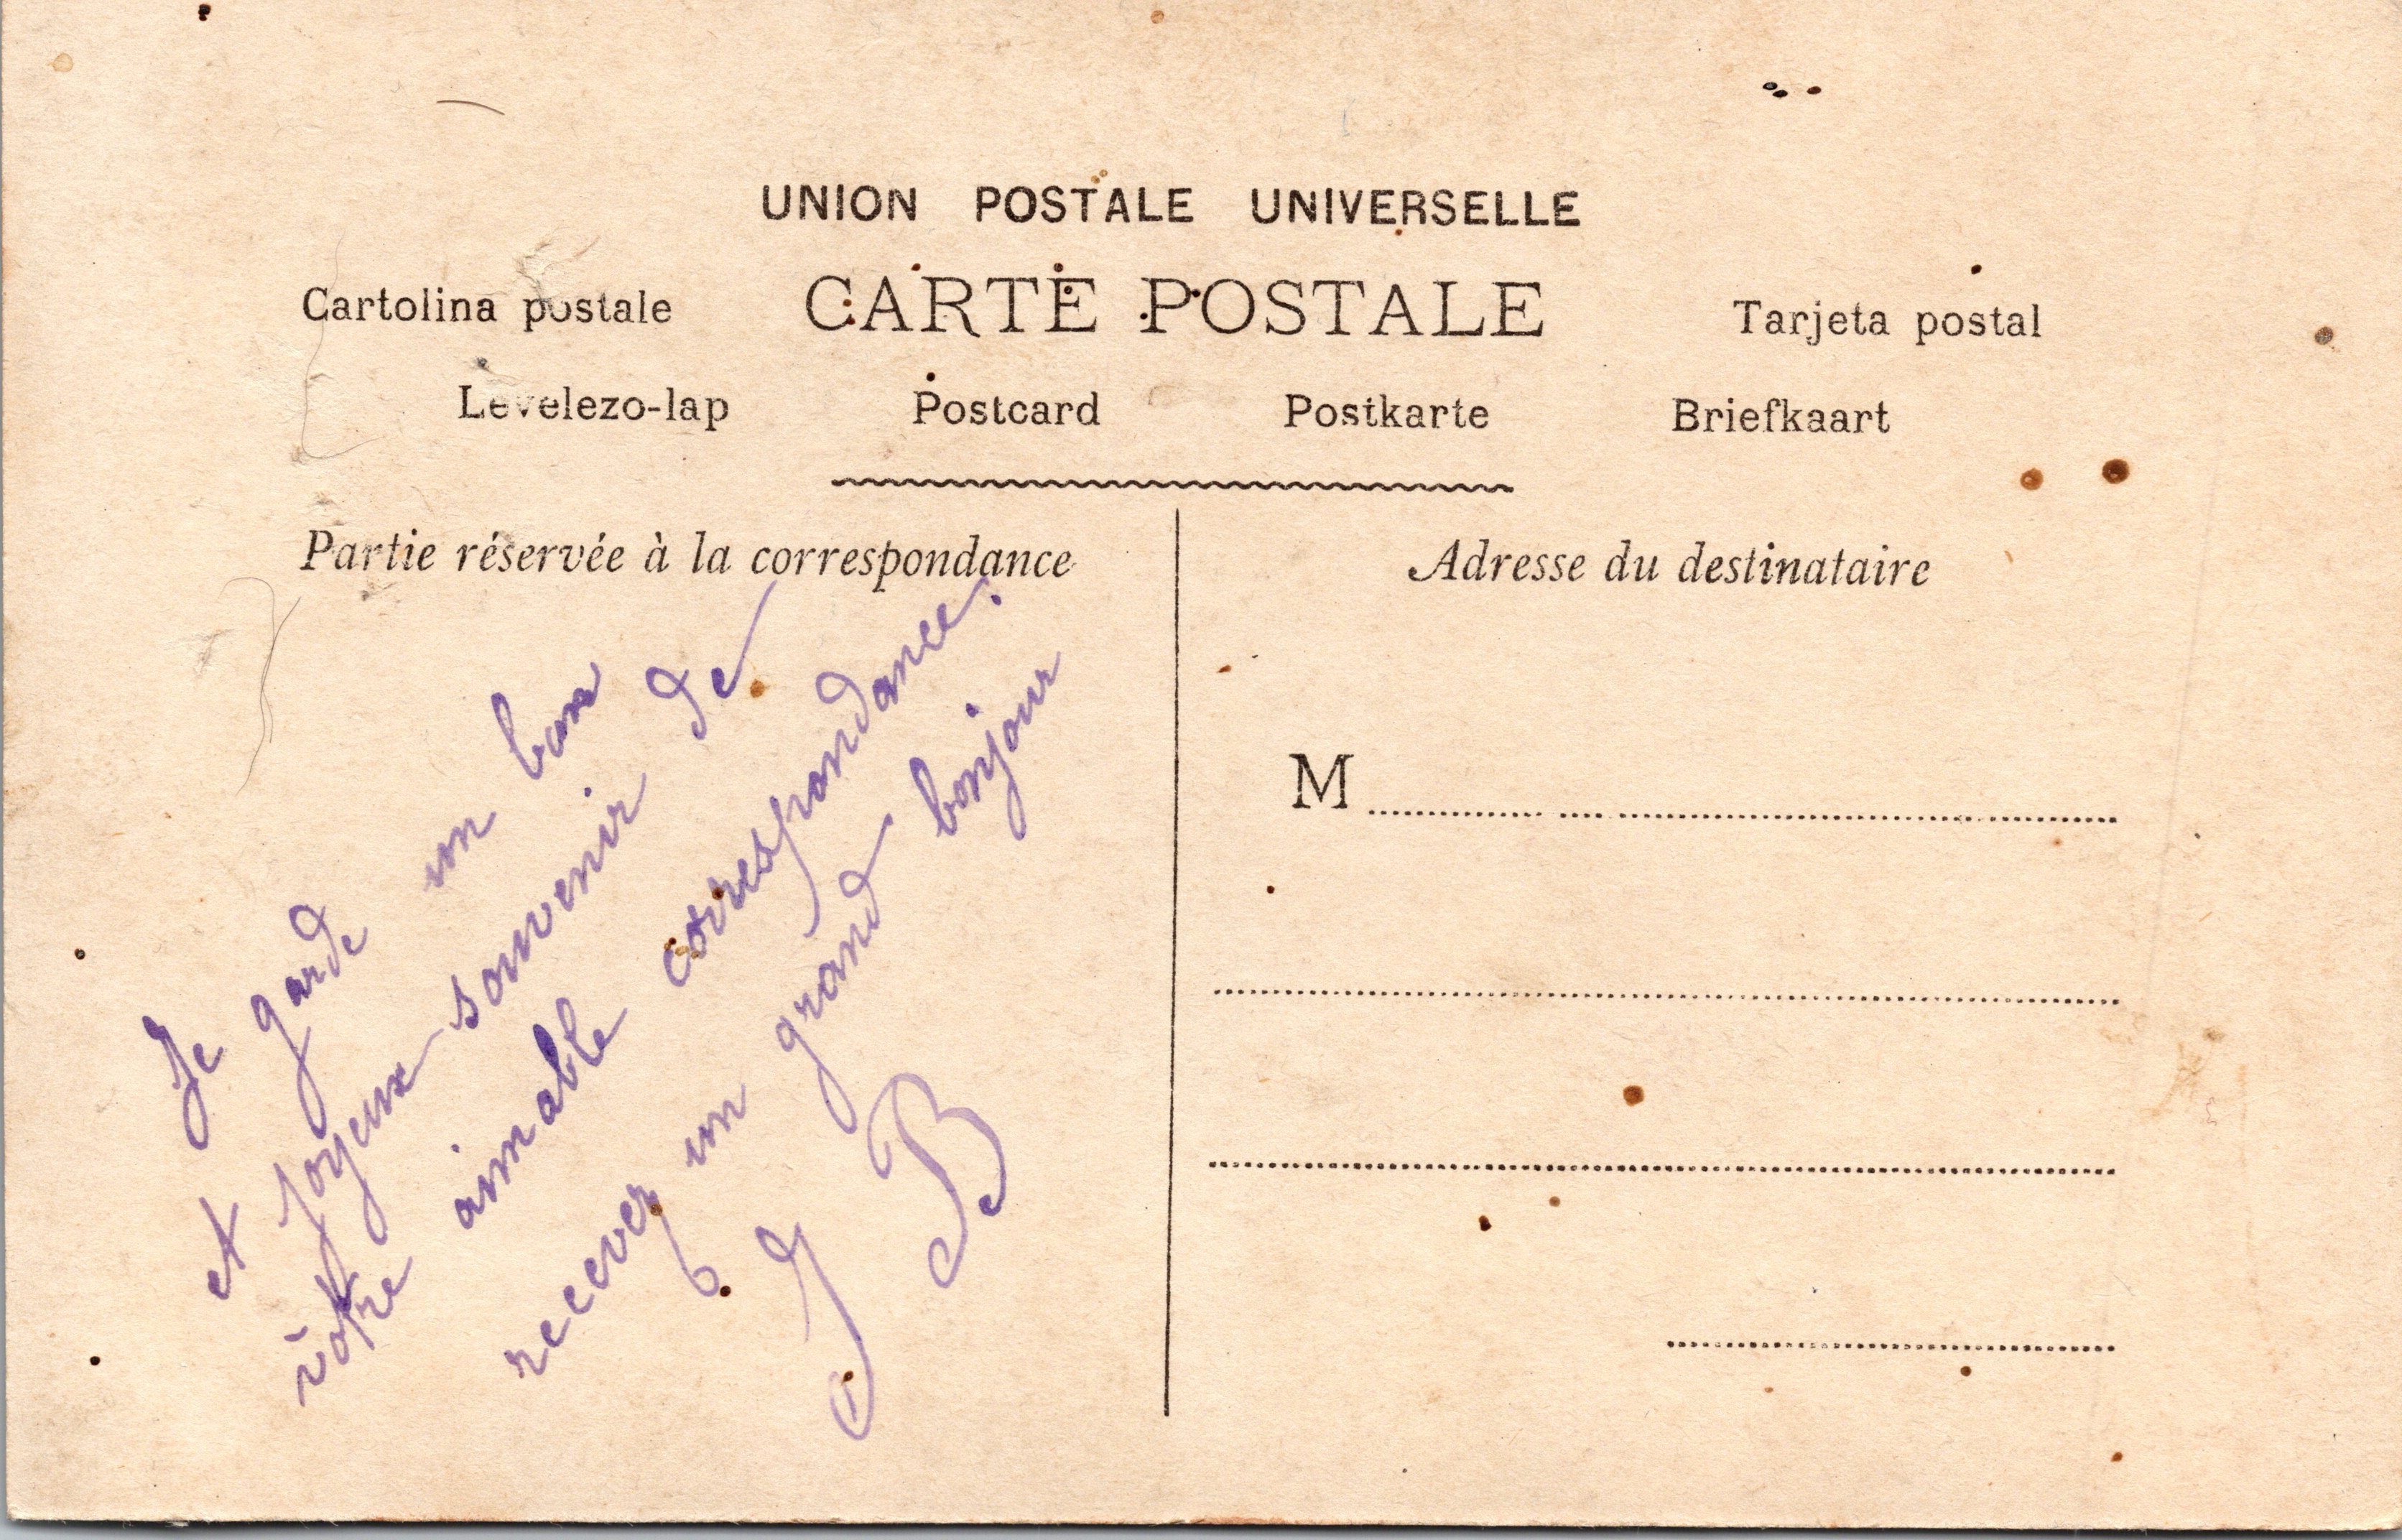 UNION POSTALE UNIVERSELLE
CARTE POSTALE
Cartolina postale
Tarjeta postal
Levelezo-lap Postcard Postkarte Briefkaart
Partie réservée à la correspondance
Adresse du destinataire
M
Je garde un bon
et joyeux souvenir de
vôtre aimable correspondance.
recevez un grand bonjour
J B